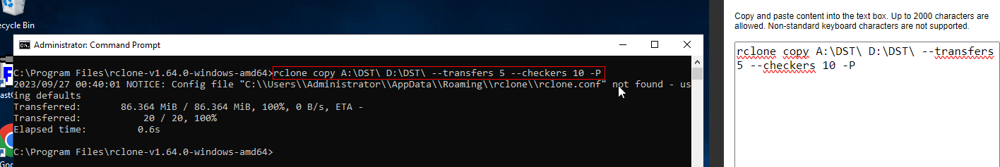 ecycle Bin
Administrator: Command Prompt
C:\Program Files\rclone-v1.64.0-windows-amd64>rclone copy A:\DST\ D:\DST\ --transfers 5 --checkers 10 -P
2023/09/27 00:40:01 NOTICE: Config file "C:\\Users\\Administrator\\AppData\\Roaming\\rclone\\rclone.conf" not found - us
ing defaults
Transferred:       86.364 MiB / 86.364 MiB, 100%, 0 B/s, ETA -
Transferred:           20 / 20, 100%
Elapsed time:         0.6s
C:\Program Files\rclone-v1.64.0-windows-amd64>
Copy and paste content into the text box. Up to 2000 characters are
allowed. Non-standard keyboard characters are not supported.
rclone copy A:\DST\ D:\DST\ --transfers
5 --checkers 10 -P